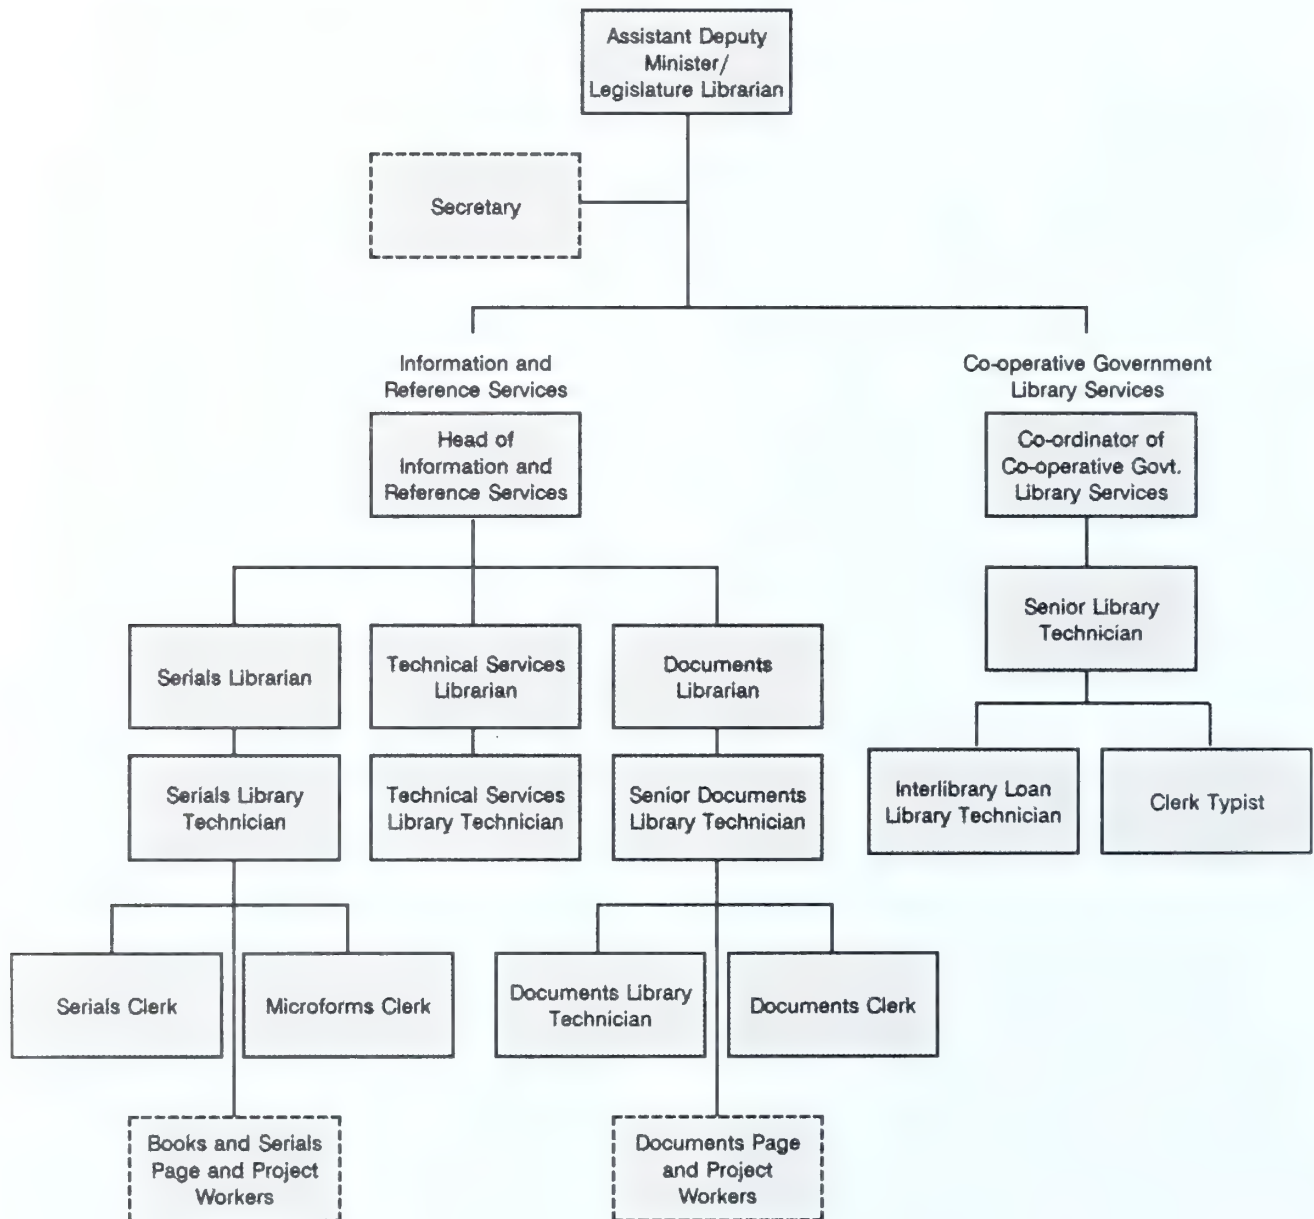 Assistant Deputy
Minister/
Legislature Librarian
Secretary
Information and
Reference Services
Co-operative Government
Library Services
Head of
Information and
Reference Services
Co-ordinator of
Co-operative Govt.
Library Services
Senior Library
Technician
Serials Librarian
Technical Services
Librarian
Documents
Librarian
Serials Library
Technician
Technical Services
Library Technician
Senior Documents
Library Technician
Interlibrary Loan
Library Technician
Clerk Typist
Serials Clerk
Microforms Clerk
Documents Library
Technician
Documents Clerk
Books and Serials
Page and Project
Workers
Documents Page
and Project
Workers